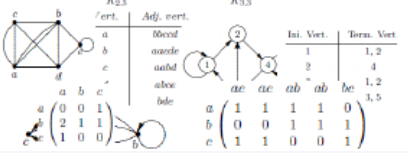 K2,3 K3,3
c b Vert. Adj. vert.
a bbccd
b aacde
c aabd
abce
bde
a d e
2
1 4
Ini. Vert. Term. Vert.
1 1, 2
2 4
1, 2
3, 5
a b c
a 0 0 1
b 2 1 1
c 1 0 0
c b
ac ae ab ab be
a 1 1 1 1 0
b 0 0 1 1 1
c 1 1 0 0 1